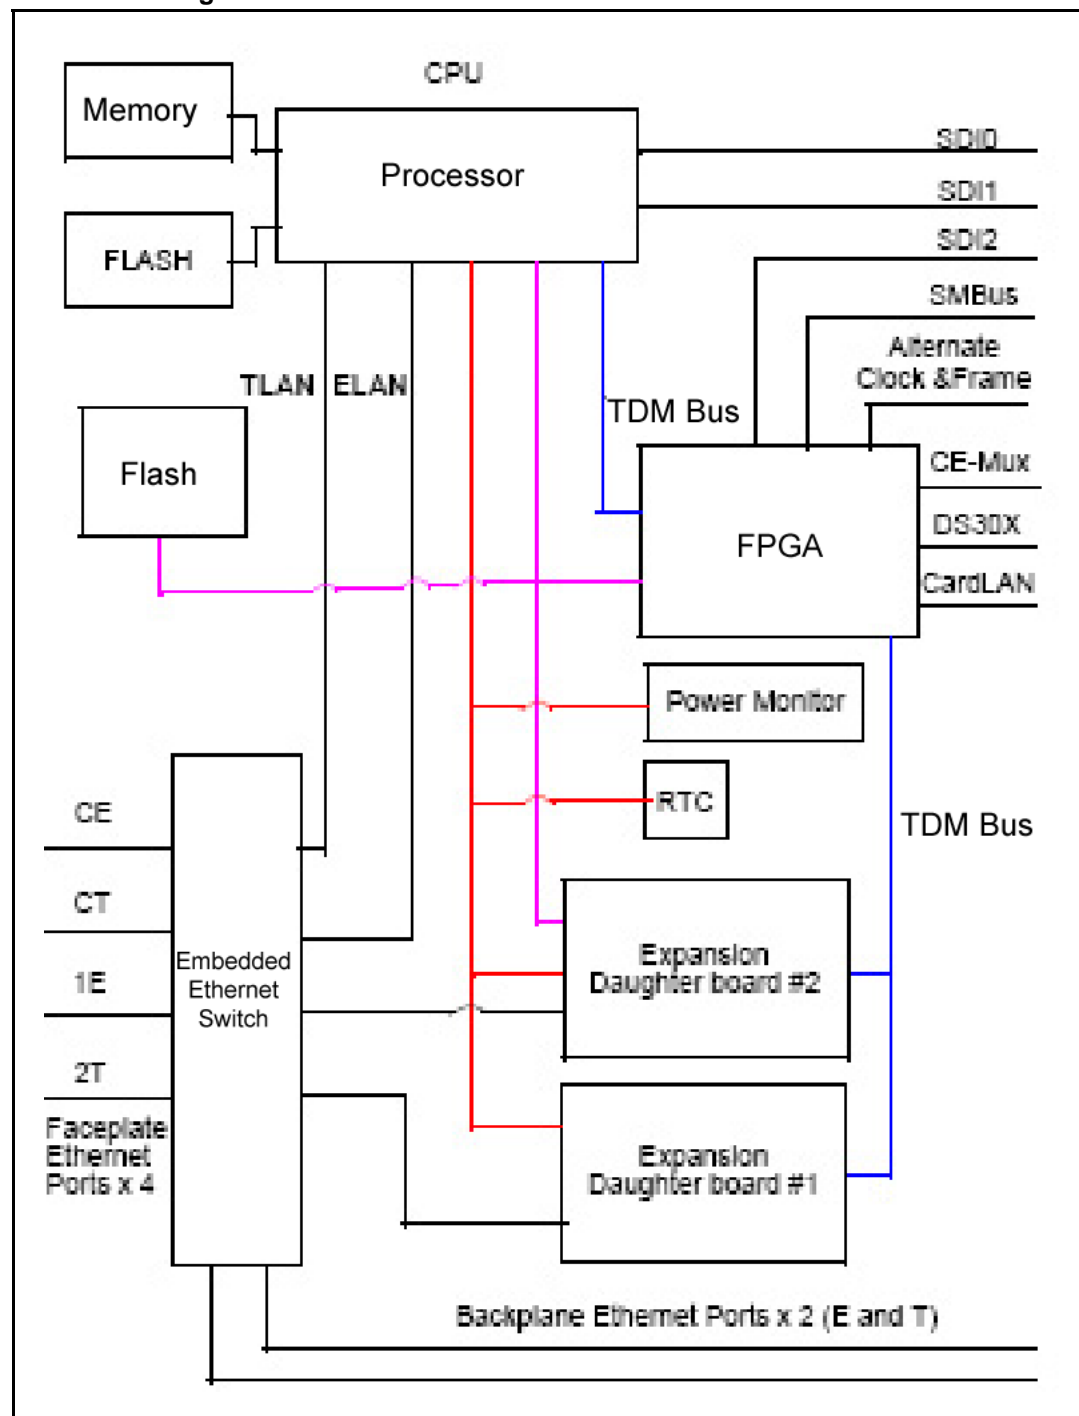 CPU
Memory
Processor
SDI0
SDI1
FLASH
SDI2
SMBus
Alternate
Clock &Frame
TLAN
ELAN
TDM Bus
Flash
CE-Mux
FPGA
DS30X
CardLAN
Power Monitor
RTC
CE
TDM Bus
CT
Embedded
Ethernet
Switch
1E
Expansion
Daughter board #2
2T
Faceplate
Ethernet
Ports x 4
Expansion
Daughter board #1
Backplane Ethernet Ports x 2 (E and T)